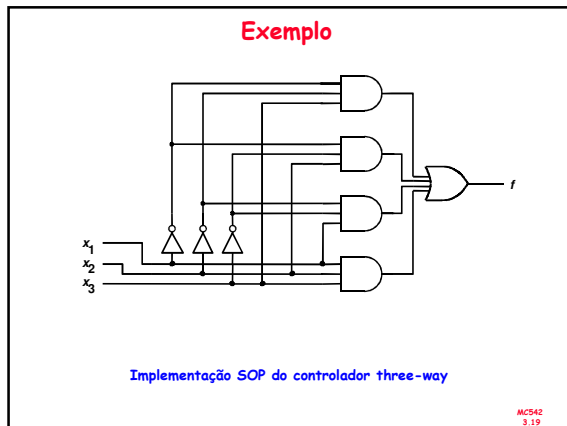 Exemplo
f
x1
x2
x3
Implementação SOP do controlador three-way
MC542
3.19